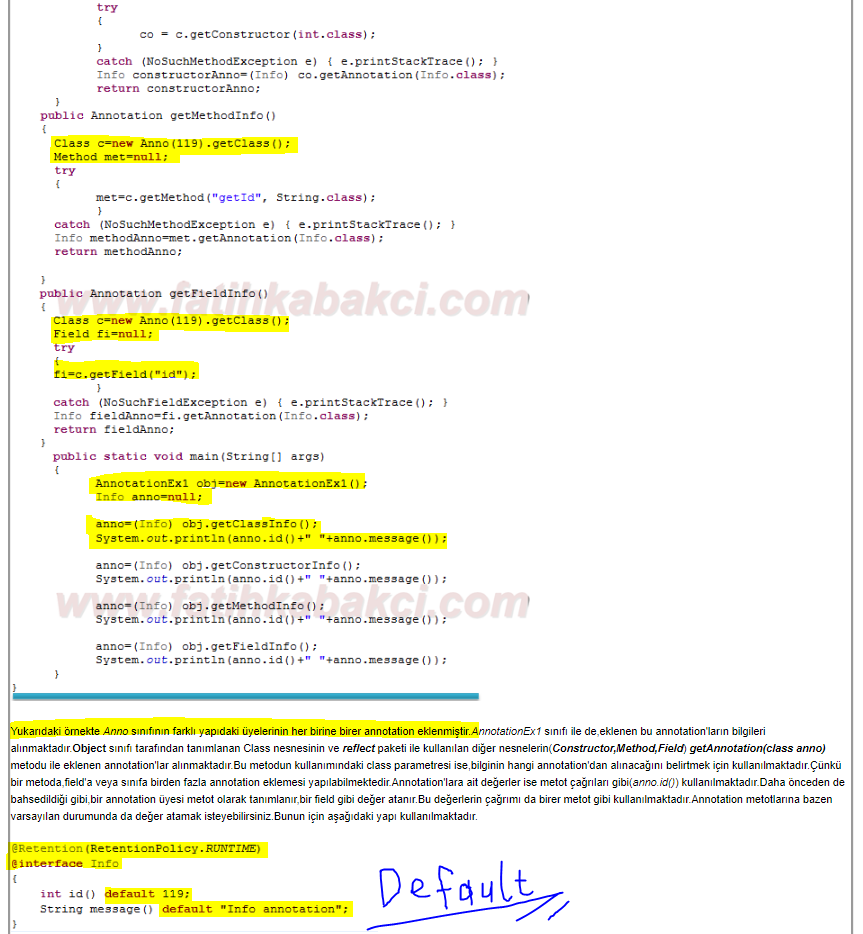 try
{
co = c.getConstructor(int.class);
}
catch (NoSuchMethodException e) { e.printStackTrace(); }
Info constructorAnno=(Info) co.getAnnotation(Info.class);
return constructorAnno;
}
public Annotation getMethodInfo()
{
Class c=new Anno(119).getClass();
Method met=null;
try
{
met=c.getMethod("getId", String.class);
}
catch (NoSuchMethodException e) { e.printStackTrace(); }
Info methodAnno=met.getAnnotation(Info.class);
return methodAnno;
}
public Annotation getFieldInfo()
www.fatihkabakci.com
{
Class c=new Anno(119).getClass();
Field fi=null;
try
{
fi=c.getField("id");
}
catch (NoSuchFieldException e) { e.printStackTrace(); }
Info fieldAnno=fi.getAnnotation(Info.class);
return fieldAnno;
}
public static void main(String[] args)
{
AnnotationEx1 obj=new AnnotationEx1();
Info anno=null;
anno=(Info) obj.getClassInfo();
System.out.println(anno.id()+" "+anno.message());
anno=(Info) obj.getConstructorInfo();
System.out.println(anno.id()+" "+anno.message());
www.fatihkabakci.com
anno=(Info) obj.getMethodInfo();
System.out.println(anno.id()+" "+anno.message());
anno=(Info) obj.getFieldInfo();
System.out.println(anno.id()+" "+anno.message());
}
}
Yukarıdaki örnekte Anno sınıfının farklı yapıdaki üyelerinin her birine birer annotation eklenmiştir.AnnotationEx1 sınıfı ile de,eklenen bu annotation'ların bilgileri
alınmaktadır.Object sınıfı tarafından tanımlanan Class nesnesinin ve reflect paketi ile kullanılan diğer nesnelerin(Constructor,Method,Field) getAnnotation(class anno)
metodu ile eklenen annotation'lar alınmaktadır.Bu metodun kullanımındaki class parametresi ise,bilginin hangi annotation'dan alınacağını belirtmek için kullanılmaktadır.Çünkü
bir metoda,field'a veya sınıfa birden fazla annotation eklemesi yapılabilmektedir.Annotation'lara ait değerler ise metot çağrıları gibi(anno.id()) kullanılmaktadır.Daha önceden de
bahsedildiği gibi,bir annotation üyesi metot olarak tanımlanır,bir field gibi değer atanır.Bu değerlerin çağrımı da birer metot gibi kullanılmaktadır.Annotation metotlarına bazen
varsayılan durumunda da değer atamak isteyebilirsiniz.Bunun için aşağıdaki yapı kullanılmaktadır.
@Retention(RetentionPolicy.RUNTIME)
@interface Info
{
int id() default 119;
String message() default "Info annotation";
}
Default